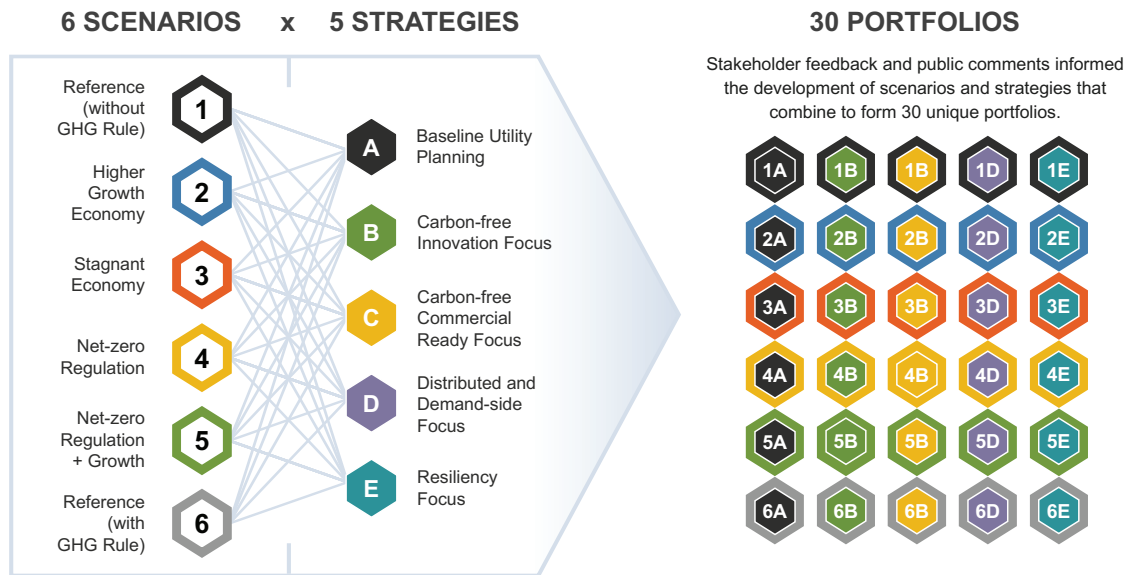 6 SCENARIOS x 5 STRATEGIES
Reference
(without
GHG Rule)
1
Higher
Growth
Economy
2
Stagnant
Economy
3
Net-zero
Regulation
4
Net-zero
Regulation
+ Growth
5
Reference
(with
GHG Rule)
6
A
Baseline Utility
Planning
B
Carbon-free
Innovation Focus
C
Carbon-free
Commercial
Ready Focus
D
Distributed and
Demand-side
Focus
E
Resiliency
Focus
30 PORTFOLIOS
Stakeholder feedback and public comments informed
the development of scenarios and strategies that
combine to form 30 unique portfolios.
1A 1B 1B 1D 1E
2A 2B 2B 2D 2E
3A 3B 3B 3D 3E
4A 4B 4B 4D 4E
5A 5B 5B 5D 5E
6A 6B 6B 6D 6E